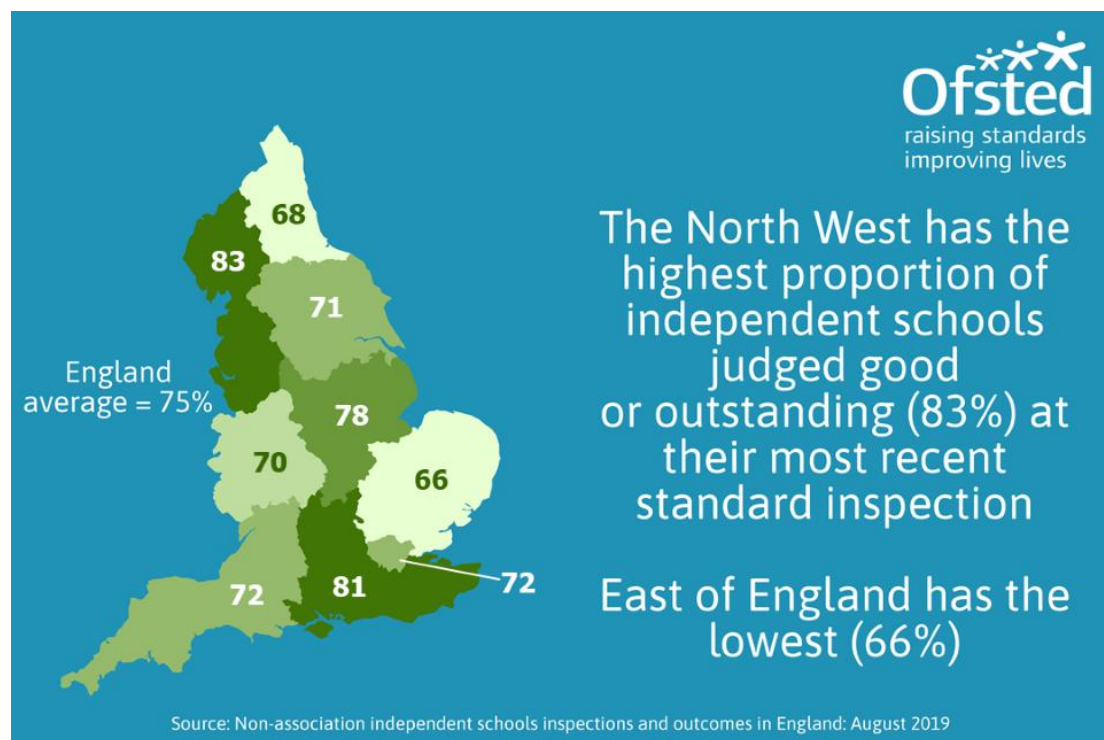 Ofsted
raising standards
improving lives
68
83
71
England
average = 75%
78
70
66
72
81
72
The North West has the
highest proportion of
independent schools
judged good
or outstanding (83%) at
their most recent
standard inspection
East of England has the
lowest (66%)
Source: Non-association independent schools inspections and outcomes in England: August 2019